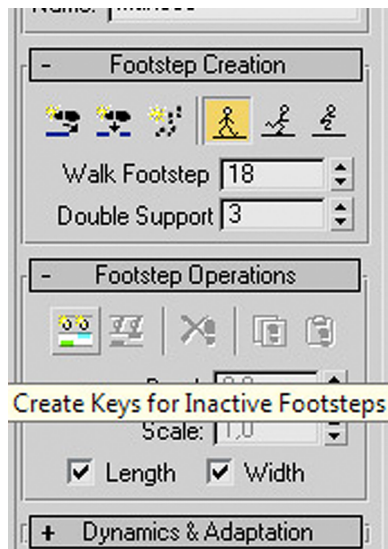 - Footstep Creation
Walk Footstep 18
Double Support 3
- Footstep Operations
Create Keys for Inactive Footsteps
Scale: 1,0
Length Width
+ Dynamics & Adaptation